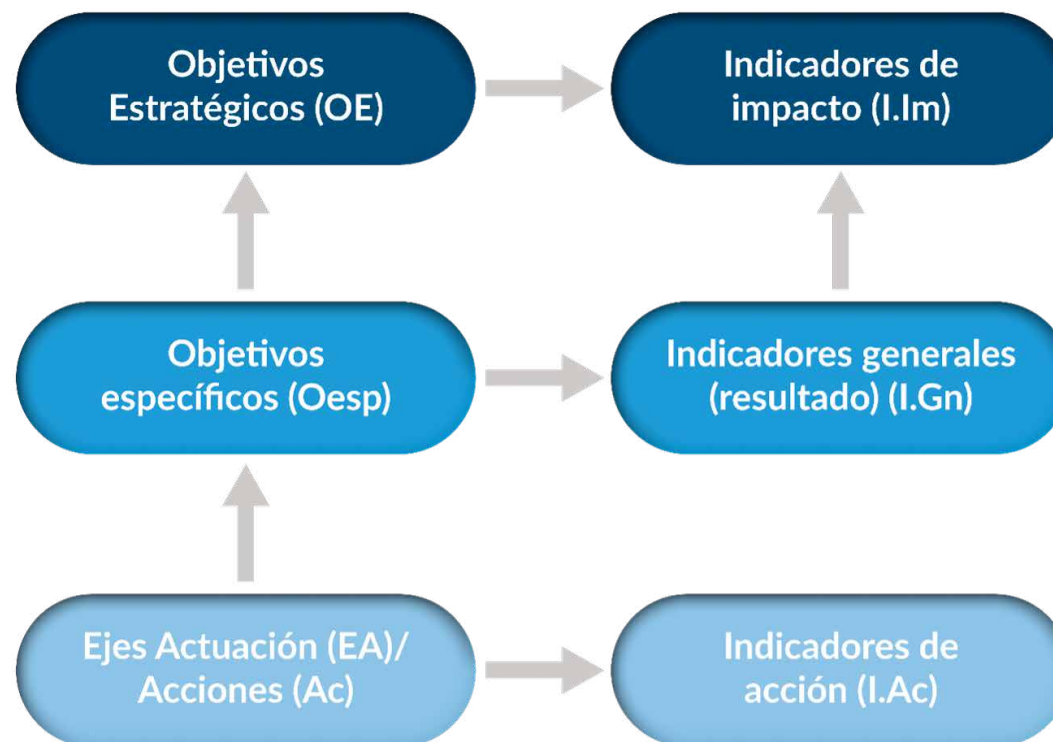 Objetivos
Estratégicos (OE)
Indicadores de
impacto (I.Im)
Objetivos
específicos (Oesp)
Indicadores generales
(resultado) (I.Gn)
Ejes Actuación (EA)/
Acciones (Ac)
Indicadores de
acción (I.Ac)